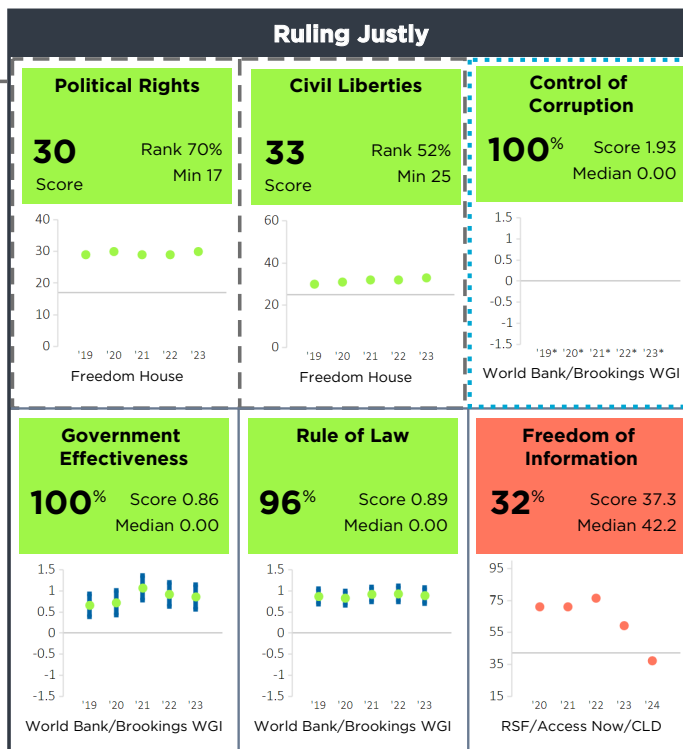 Ruling Justly
Political Rights
30
Score
Rank 70%
Min 17
40
30
20
10
0
'19 '20 '21 '22 '23
Freedom House
Civil Liberties
33
Score
Rank 52%
Min 25
60
40
20
0
'19 '20 '21 '22 '23
Freedom House
Control of
Corruption
100%
Score 1.93
Median 0.00
1.5
1
0.5
0
-0.5
-1
-1.5
'19* '20* '21* '22* '23*
World Bank/Brookings WGI
Government
Effectiveness
100%
Score 0.86
Median 0.00
1.5
1
0.5
0
-0.5
-1
-1.5
'19 '20 '21 '22 '23
World Bank/Brookings WGI
Rule of Law
96%
Score 0.89
Median 0.00
1.5
1
0.5
0
-0.5
-1
-1.5
'19 '20 '21 '22 '23
World Bank/Brookings WGI
Freedom of
Information
32%
Score 37.3
Median 42.2
95
75
55
35
15
'20 '21 '22 '23 '24
RSF/Access Now/CLD